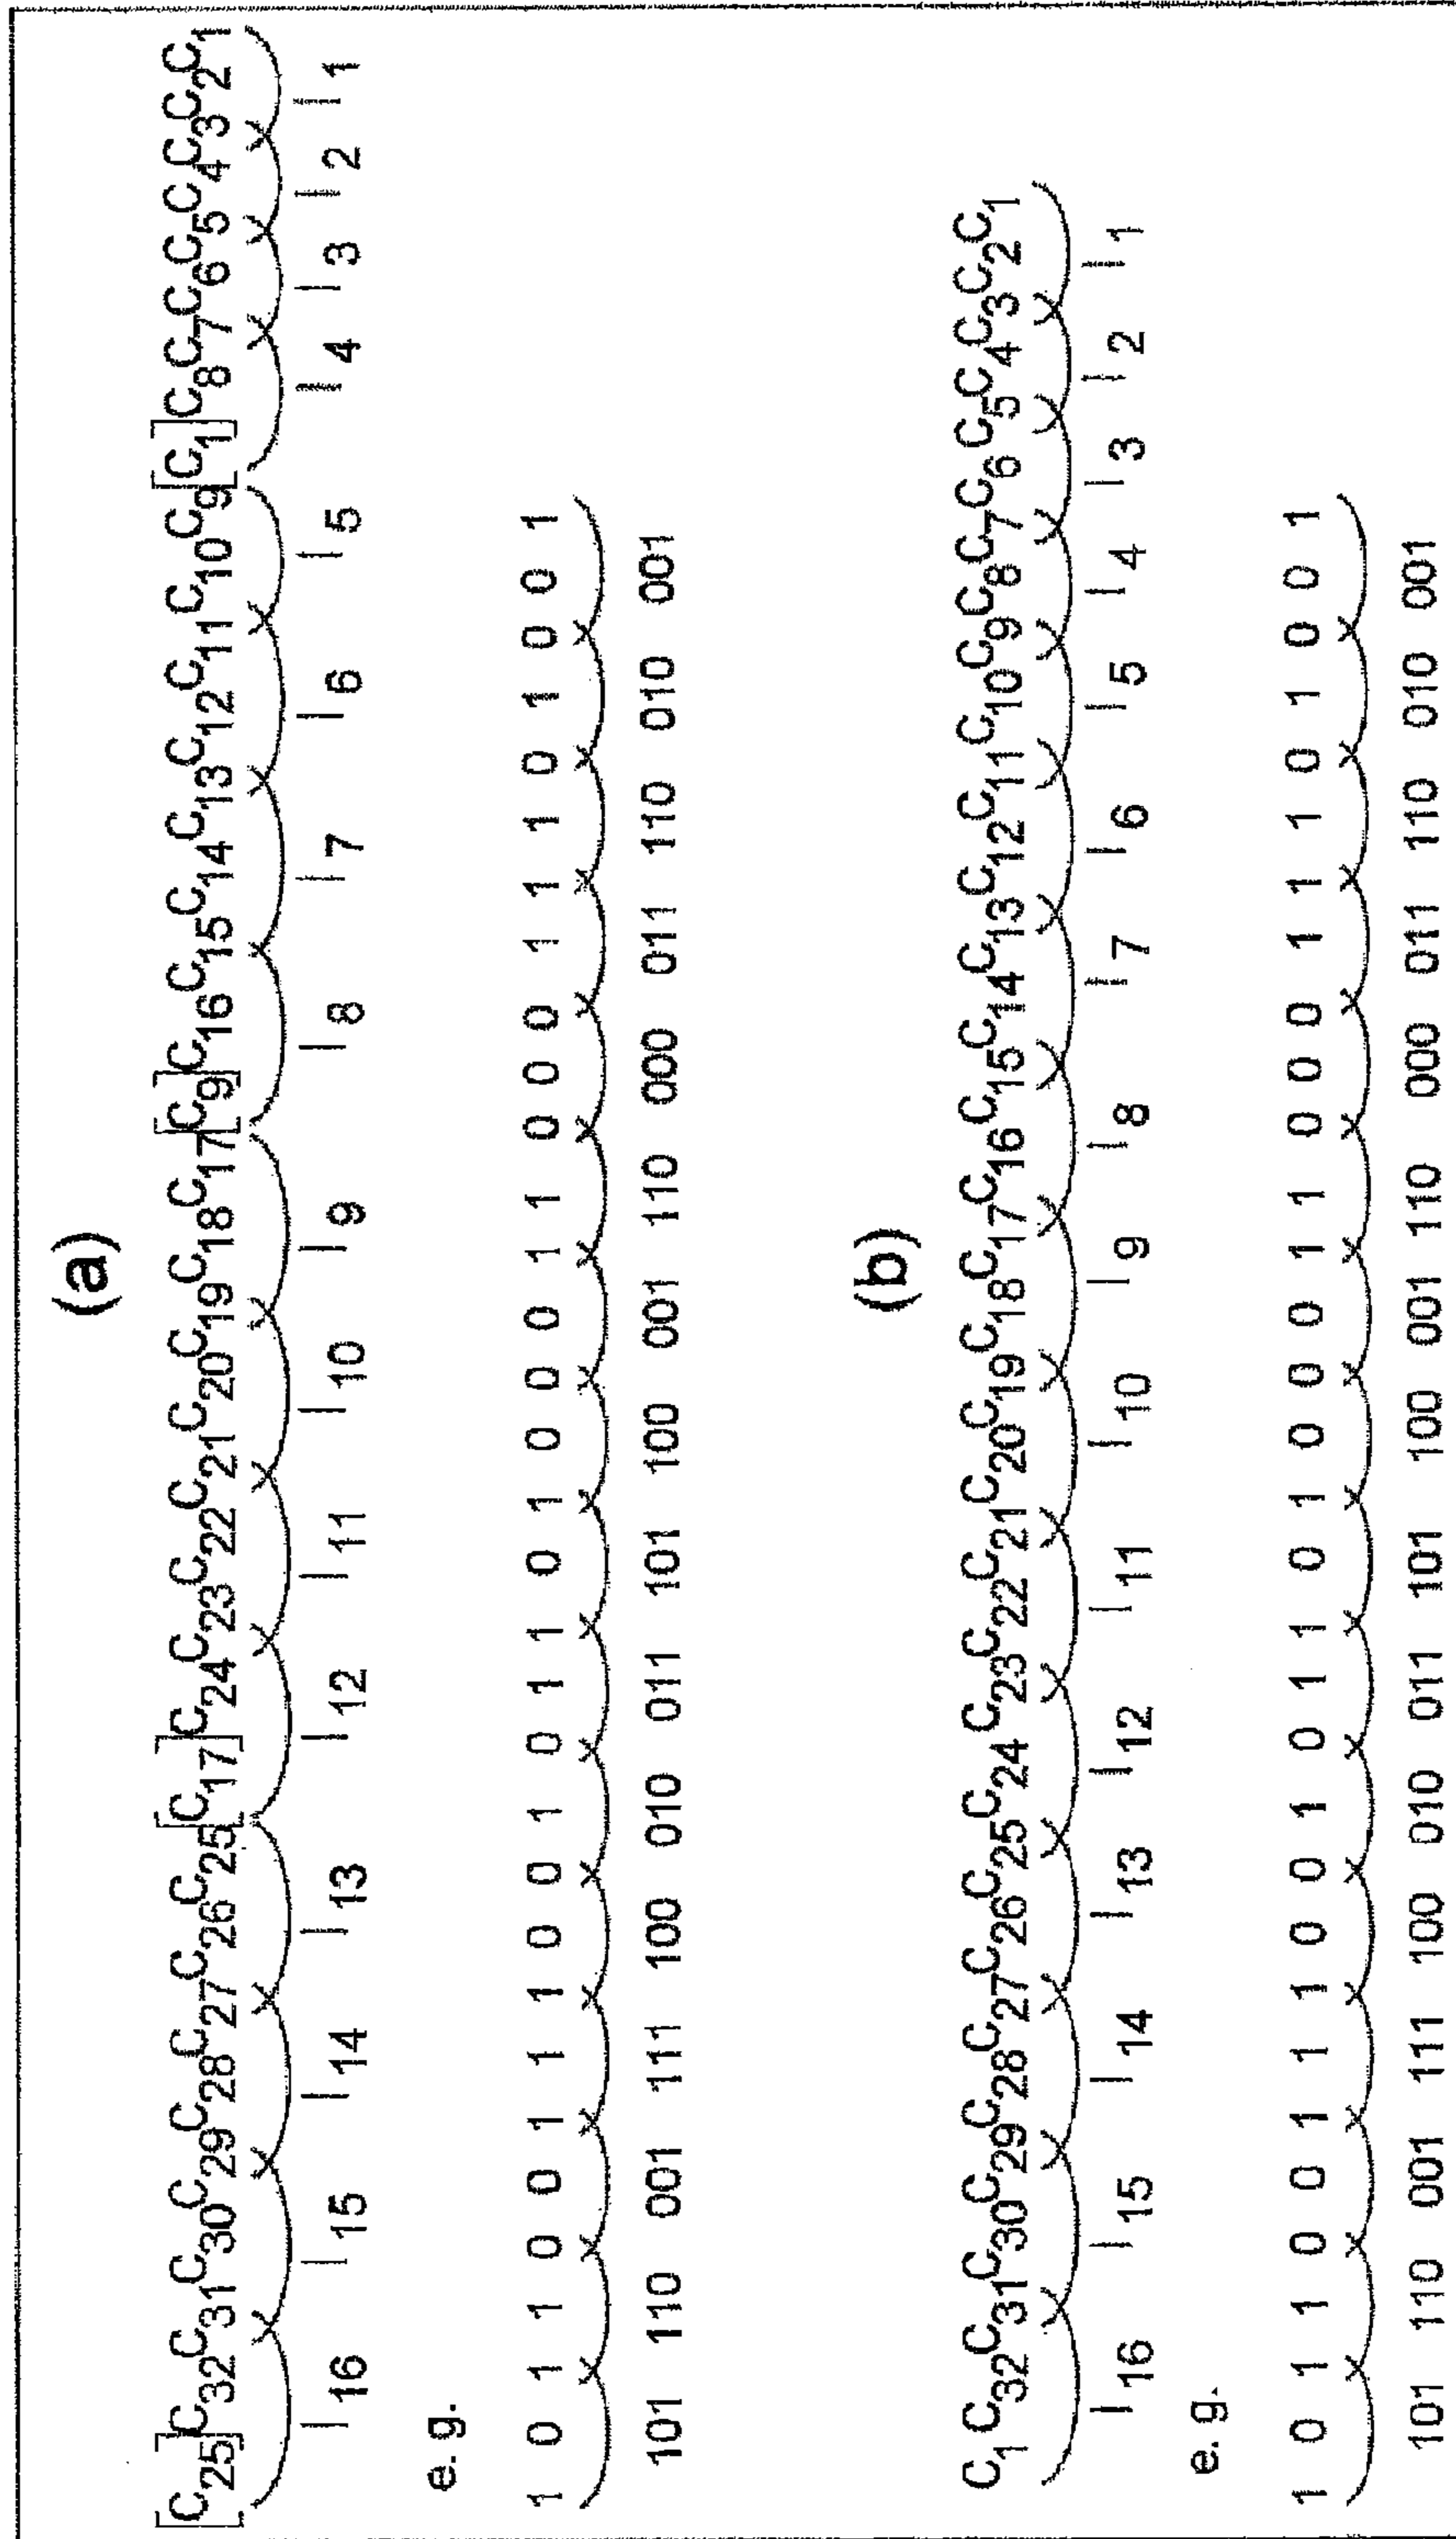 (a)
[C25]C32C31C30C29C28C27C26C25[C17]C24C23C22C21C20C19C18C17[C9]C16C15C14C13C12C11C10C9[C1]C8C7C6C5C4C3C2C1
I16 I15 I14 I13 I12 I11 I10 I9 I8 I7 I6 I5 I4 I3 I2 I1
e.g.
1 0 1 1 0 0 1 1 1 0 0 1 0 1 1 0 1 0 0 0 1 1 0 0 0 1 1 1 0 1 0 0 1
101 110 001 111 100 010 011 101 100 001 110 000 011 110 010 001
(b)
C1C32C31C30C29C28C27C26C25C24C23C22C21C20C19C18C17C16C15C14C13C12C11C10C9C8C7C6C5C4C3C2C1
I16 I15 I14 I13 I12 I11 I10 I9 I8 I7 I6 I5 I4 I3 I2 I1
e.g.
1 0 1 1 0 0 1 1 1 0 0 1 0 1 1 0 1 0 0 0 1 1 0 0 0 1 1 1 0 1 0 0 1
101 110 001 111 100 010 011 101 100 001 110 000 011 110 010 001